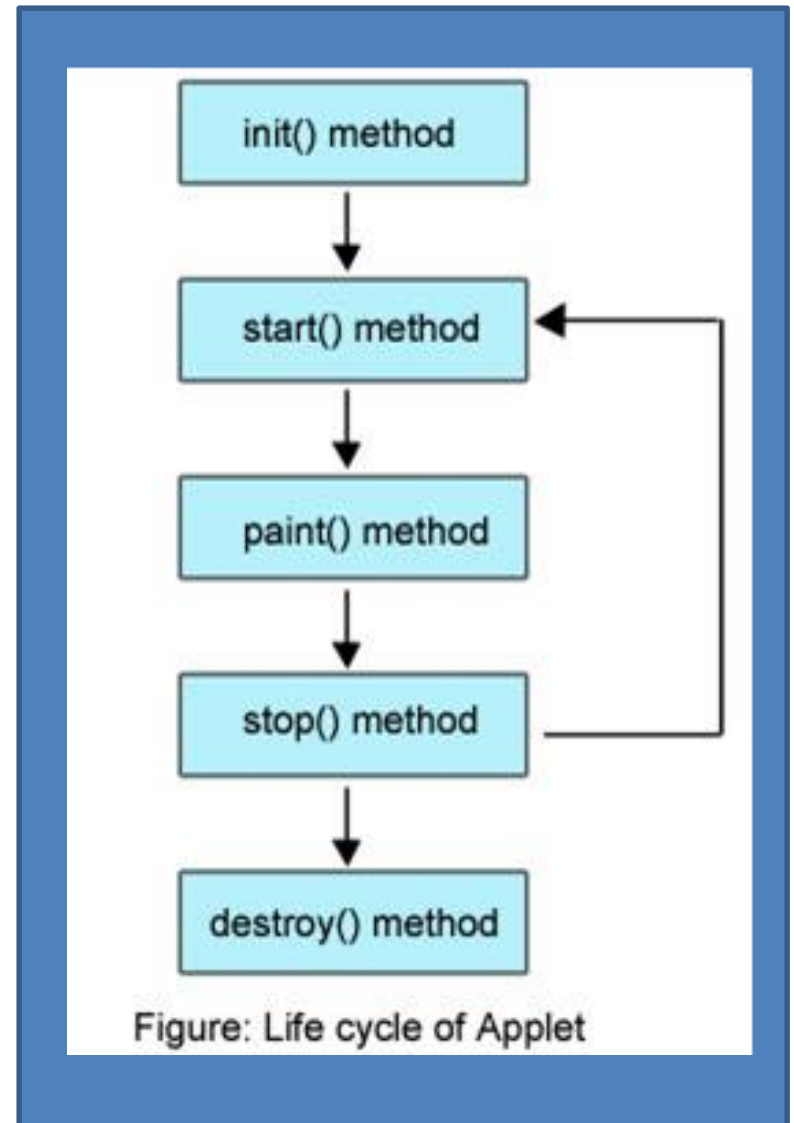 init() method
start() method
paint() method
stop() method
destroy() method
Figure: Life cycle of Applet